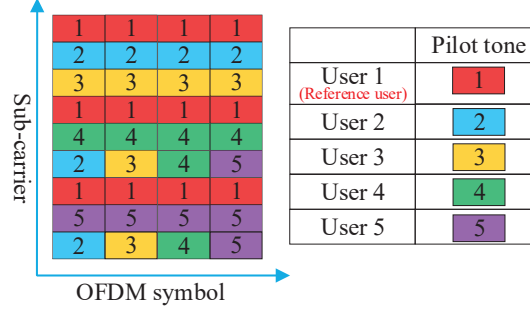 Sub-carrier
1 1 1 1
2 2 2 2
3 3 3 3
1 1 1 1
4 4 4 4
2 3 4 5
1 1 1 1
5 5 5 5
2 3 4 5
OFDM symbol
Pilot tone
User 1
(Reference user)
1
User 2
2
User 3
3
User 4
4
User 5
5